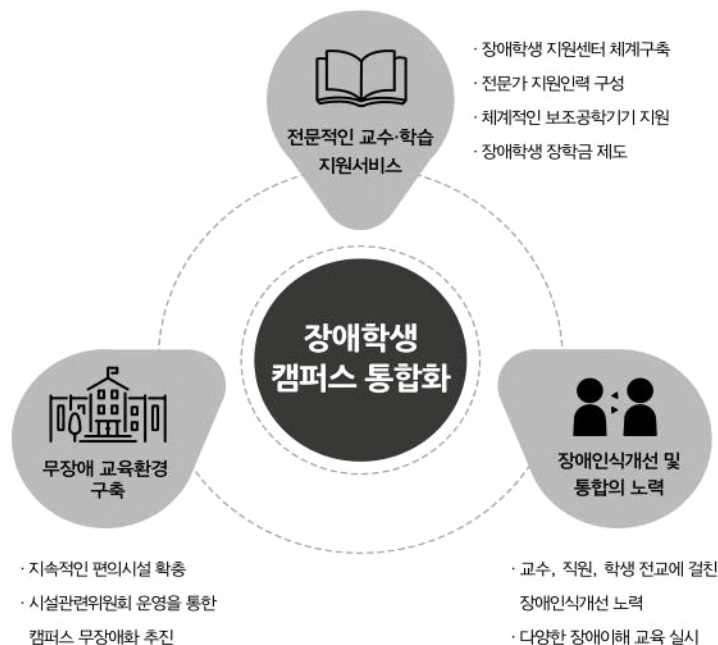 전문적인 교수·학습
지원서비스
· 장애학생 지원센터 체계구축
· 전문가 지원인력 구성
· 체계적인 보조공학기기 지원
· 장애학생 장학금 제도
장애학생
캠퍼스 통합화
무장애 교육환경
구축
· 지속적인 편의시설 확충
· 시설관련위원회 운영을 통한
캠퍼스 무장애화 추진
장애인식개선 및
통합의 노력
· 교수, 직원, 학생 전교에 걸친
장애인식개선 노력
· 다양한 장애이해 교육 실시